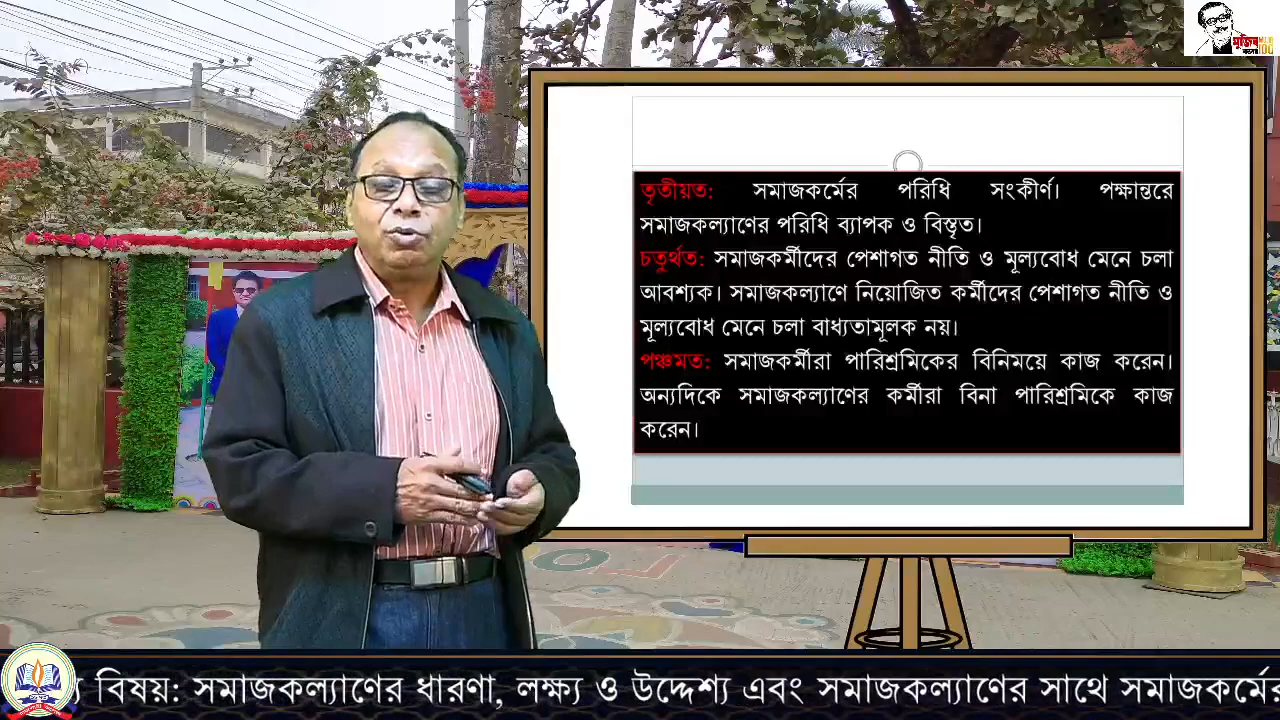 তৃতীয়ত: সমাজকর্মের পরিধি সংকীর্ণ। পক্ষান্তরে
সমাজকল্যাণের পরিধি ব্যাপক ও বিস্তৃত।
চতুর্থত: সমাজকর্মীদের পেশাগত নীতি ও মূল্যবোধ মেনে চলা
আবশ্যক। সমাজকল্যাণে নিয়োজিত কর্মীদের পেশাগত নীতি ও
মূল্যবোধ মেনে চলা বাধ্যতামূলক নয়।
পঞ্চমত: সমাজকর্মীরা পারিশ্রমিকের বিনিময়ে কাজ করেন।
অন্যদিকে সমাজকল্যাণের কর্মীরা বিনা পারিশ্রমিকে কাজ
করেন।
বিষয়: সমাজকল্যাণের ধারণা, লক্ষ্য ও উদ্দেশ্য এবং সমাজকল্যাণের সাথে সমাজকর্মের